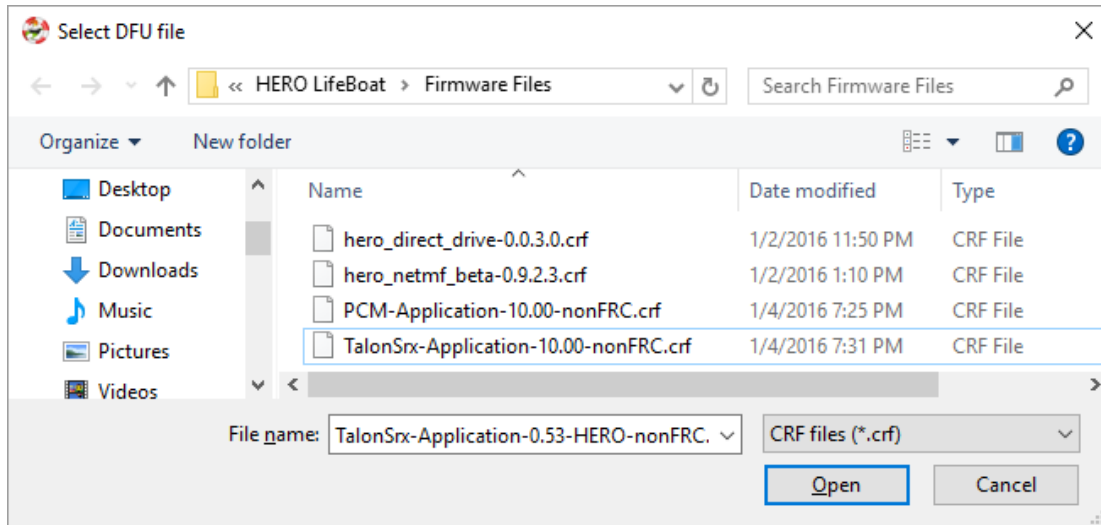 Select DFU file
« HERO LifeBoat > Firmware Files
Search Firmware Files
Organize
New folder
Desktop
Documents
Downloads
Music
Pictures
Videos
Name Date modified Type
hero_direct_drive-0.0.3.0.crf 1/2/2016 11:50 PM CRF File
hero_netmf_beta-0.9.2.3.crf 1/2/2016 1:10 PM CRF File
PCM-Application-10.00-nonFRC.crf 1/4/2016 7:25 PM CRF File
TalonSrx-Application-10.00-nonFRC.crf 1/4/2016 7:31 PM CRF File
File name: TalonSrx-Application-0.53-HERO-nonFRC. CRF files (*.crf)
Open Cancel